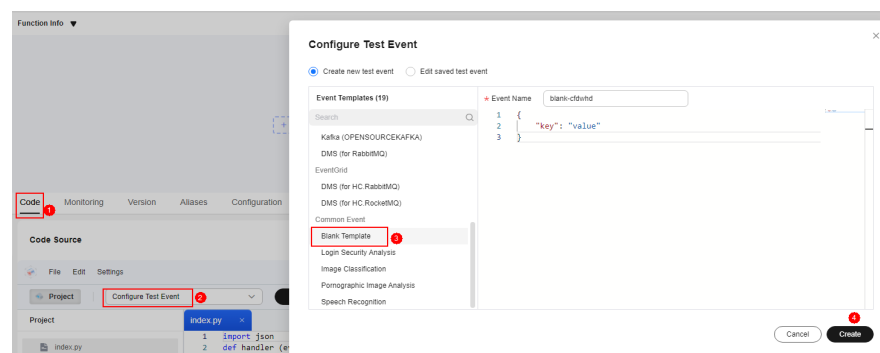 Function Info ▼
Code
1
Monitoring
Version
Aliases
Configuration
Code Source
File
Edit
Settings
Project
Configure Test Event
2
Project
index.py ×
index.py
1 import json
2 def handler (ev
Configure Test Event
Create new test event
Edit saved test event
Event Templates (19)
Search
Kafka (OPENSOURCEKAFKA)
DMS (for RabbitMQ)
EventGrid
DMS (for HC.RabbitMQ)
DMS (for HC.RocketMQ)
Common Event
Blank Template
3
Login Security Analysis
Image Classification
Pornographic Image Analysis
Speech Recognition
* Event Name
blank-cfdwhd
1 {
2 "key": "value"
3 }
4
Cancel
Create